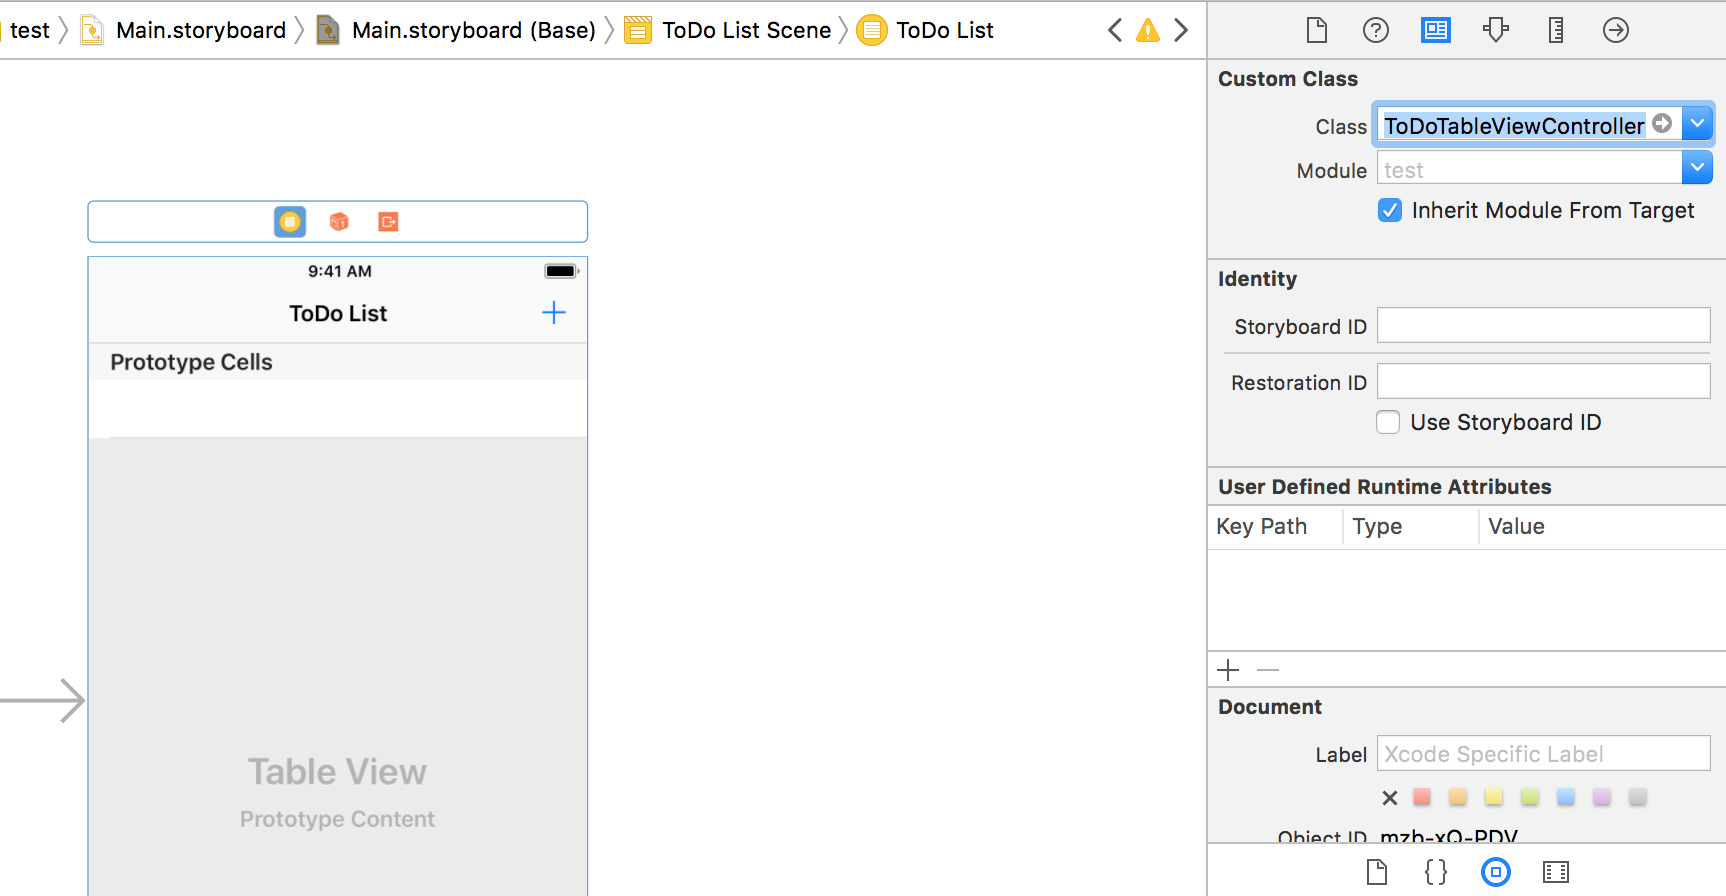 test Main.storyboard Main.storyboard (Base) ToDo List Scene ToDo List
9:41 AM
ToDo List
Prototype Cells
Table View
Prototype Content
Custom Class
Class ToDoTableViewController
Module test
Inherit Module From Target
Identity
Storyboard ID
Restoration ID
Use Storyboard ID
User Defined Runtime Attributes
Key Path Type Value
Document
Label Xcode Specific Label
Object ID mzb-xQ-PDV